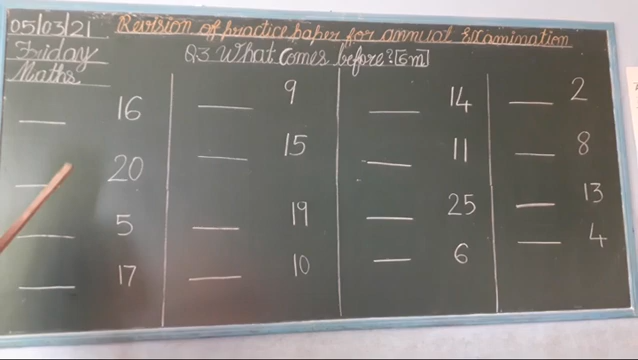 05/03/21 Revision of practice paper for annual Examination
Friday Q3 What Comes before? [5m]
Maths
__ 16 __ 9 __ 14 __ 2
__ 20 __ 15 __ 11 __ 8
__ 5 __ 19 __ 25 __ 13
__ 17 __ 10 __ 6 __ 4